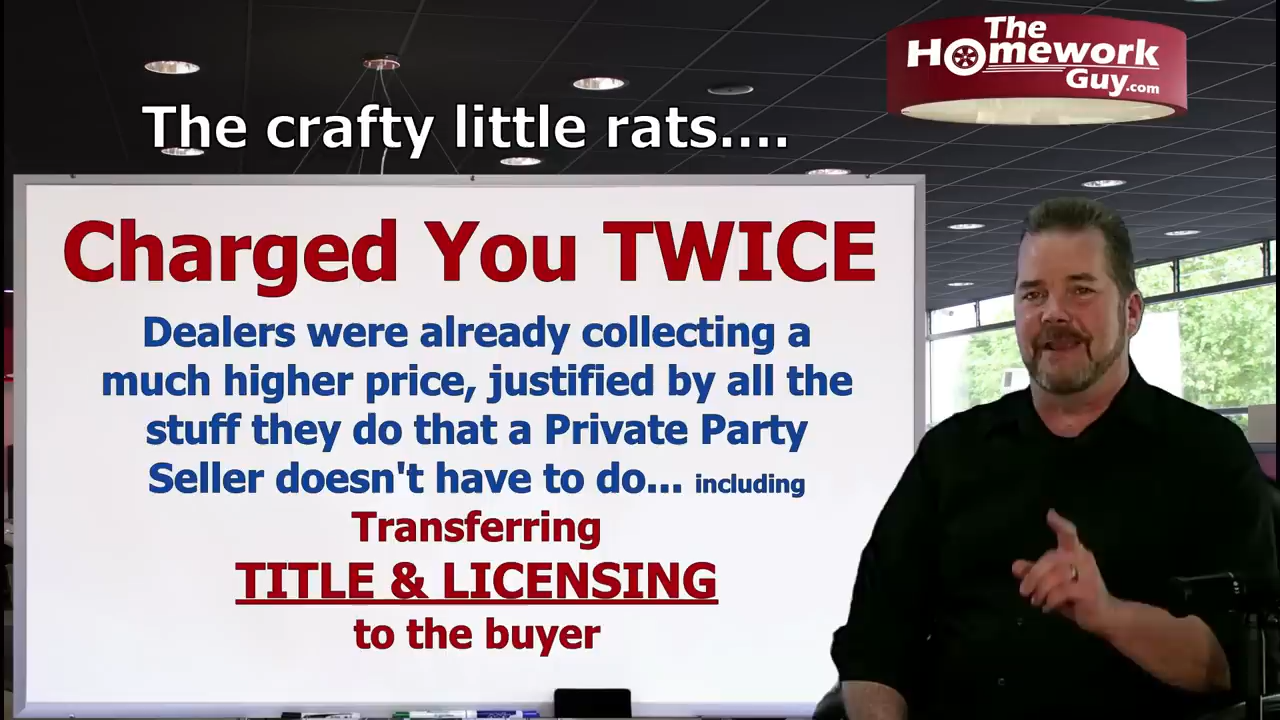 The
Homework
Guy.com
The crafty little rats....
Charged You TWICE
Dealers were already collecting a
much higher price, justified by all the
stuff they do that a Private Party
Seller doesn't have to do... including
Transferring
TITLE & LICENSING
to the buyer